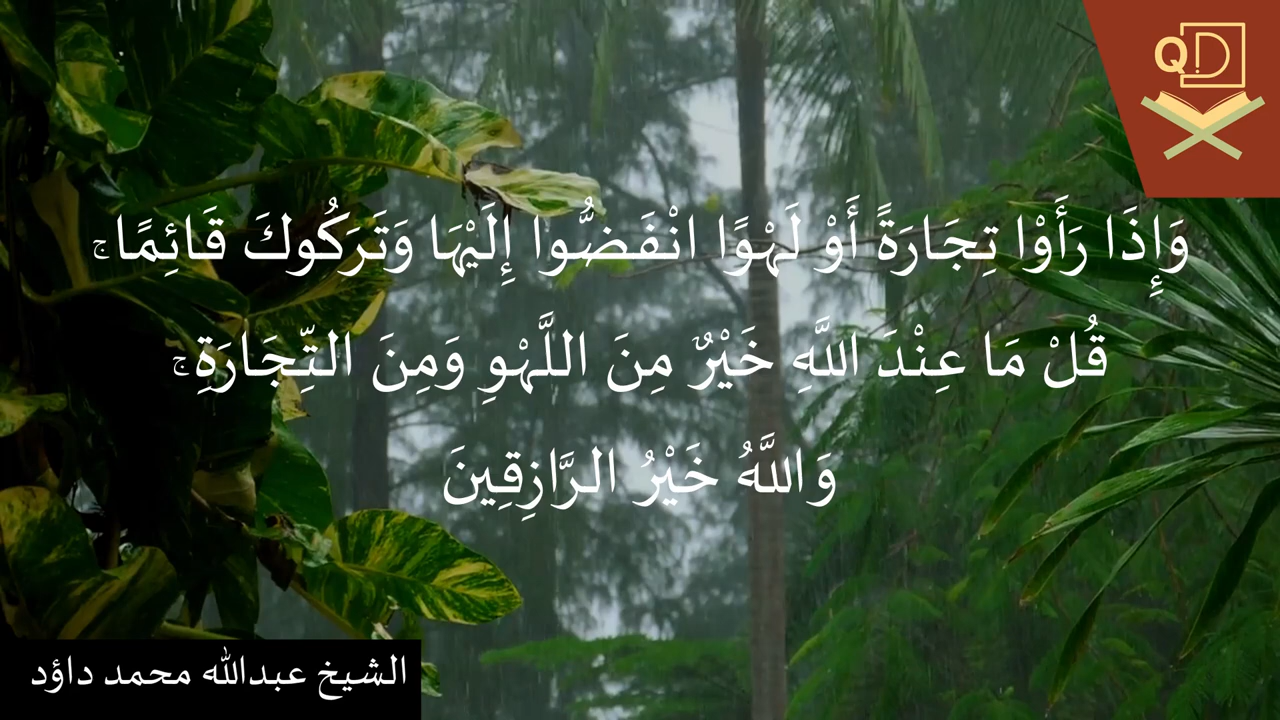 QD
وَإِذَا رَأَوْا تِجَارَةً أَوْ لَهْوًا انْفَضُّوا إِلَيْهَا وَتَرَكُوكَ قَائِمًا ۚ
قُلْ مَا عِنْدَ اللَّهِ خَيْرٌ مِنَ اللَّهْوِ وَمِنَ التِّجَارَةِ ۚ
وَاللَّهُ خَيْرُ الرَّازِقِينَ
الشيخ عبدالله محمد داؤد